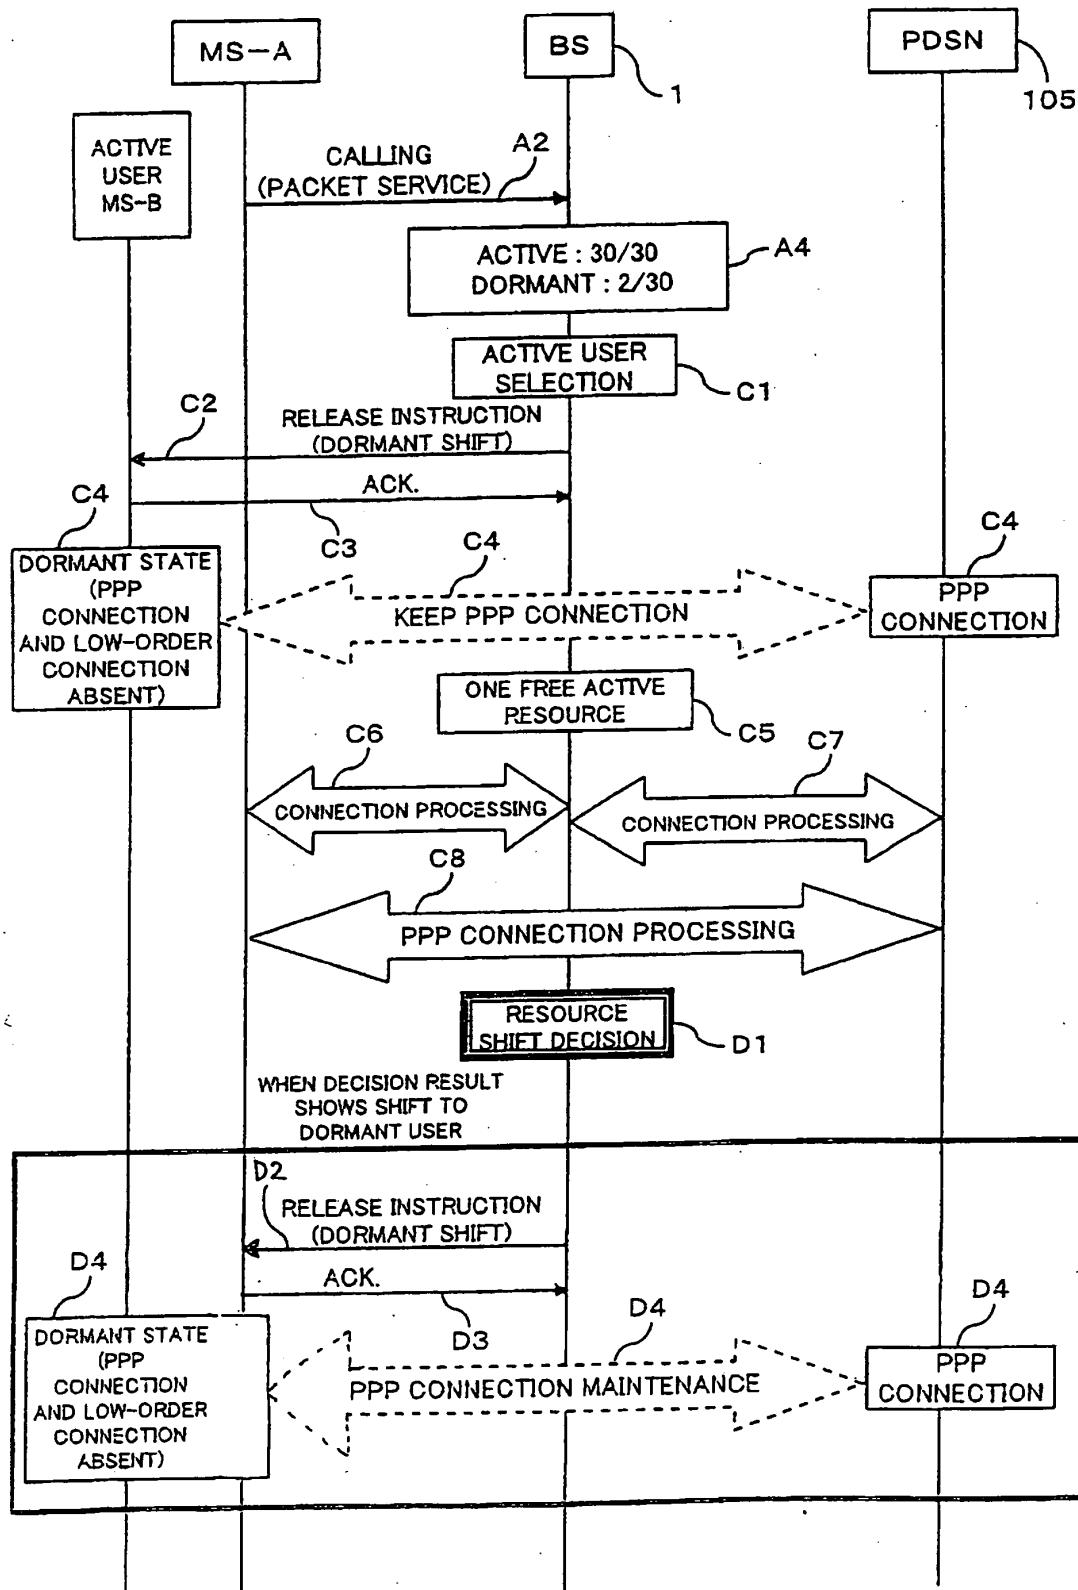 MS-A
BS
PDSN
1
105
ACTIVE
USER
MS-B
CALLING
(PACKET SERVICE)
A2
ACTIVE : 30/30
DORMANT : 2/30
A4
ACTIVE USER
SELECTION
C1
C2
RELEASE INSTRUCTION
(DORMANT SHIFT)
ACK.
C3
C4
DORMANT STATE
(PPP
CONNECTION
AND LOW-ORDER
CONNECTION
ABSENT)
C4
KEEP PPP CONNECTION
C4
PPP
CONNECTION
ONE FREE ACTIVE
RESOURCE
C5
C6
CONNECTION PROCESSING
C7
CONNECTION PROCESSING
C8
PPP CONNECTION PROCESSING
RESOURCE
SHIFT DECISION
D1
WHEN DECISION RESULT
SHOWS SHIFT TO
DORMANT USER
D2
RELEASE INSTRUCTION
(DORMANT SHIFT)
ACK.
D3
D4
DORMANT STATE
(PPP
CONNECTION
AND LOW-ORDER
CONNECTION
ABSENT)
D4
PPP CONNECTION MAINTENANCE
D4
PPP
CONNECTION